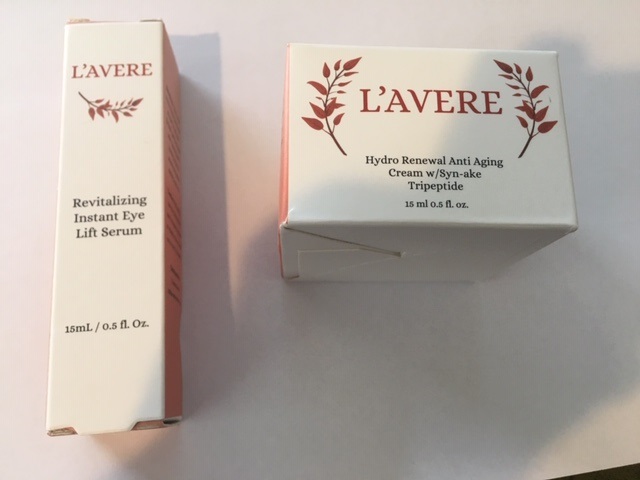 L'AVERE
Revitalizing
Instant Eye
Lift Serum
15mL / 0.5 fl. Oz.
L'AVERE
Hydro Renewal Anti Aging
Cream w/Syn-ake
Tripeptide
15 ml 0.5 fl. oz.